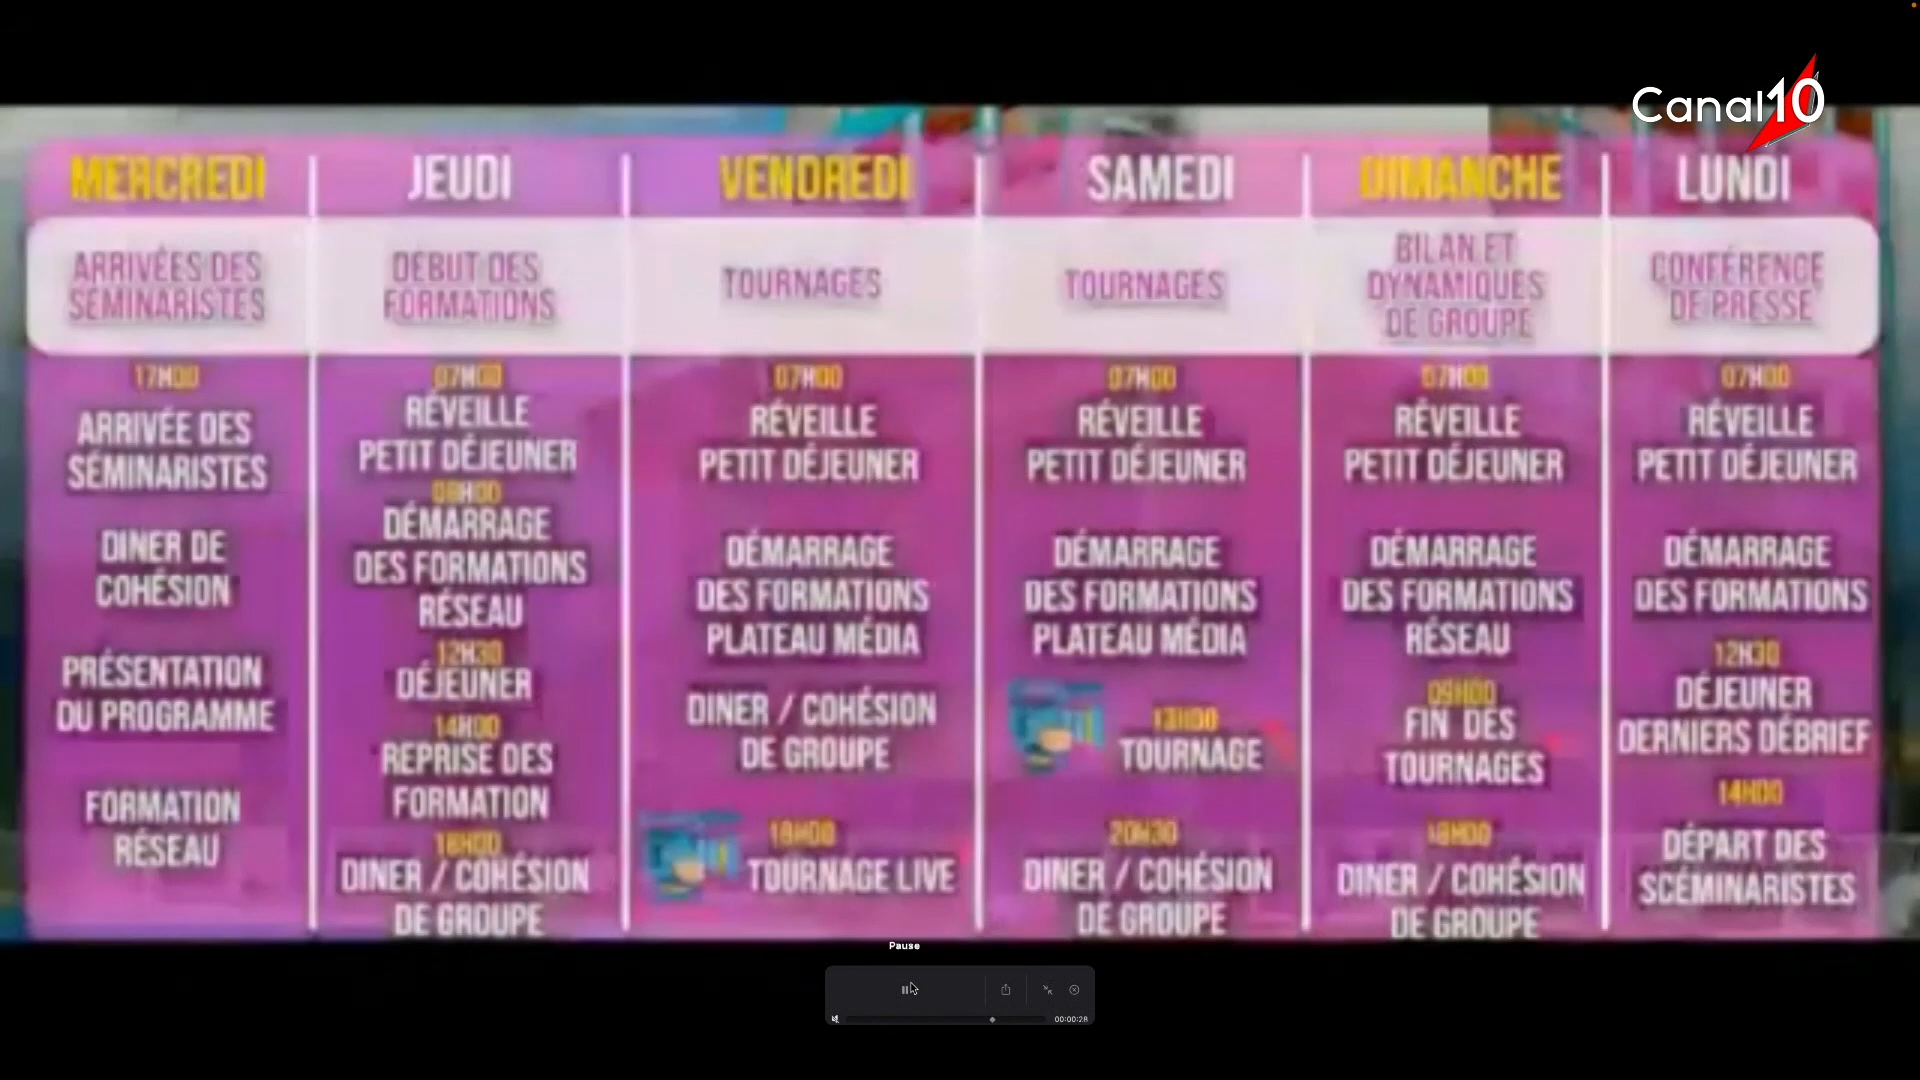 Canal10
MERCREDI
ARRIVÉES DES
SÉMINARISTES
17H00
ARRIVÉE DES
SÉMINARISTES
DINER DE
COHÉSION
PRÉSENTATION
DU PROGRAMME
FORMATION
RÉSEAU
JEUDI
DÉBUT DES
FORMATIONS
07H00
RÉVEILLE
PETIT DÉJEUNER
DÉMARRAGE
DES FORMATIONS
RÉSEAU
12H30
DÉJEUNER
14H00
REPRISE DES
FORMATION
DINER / COHÉSION
DE GROUPE
VENDREDI
TOURNAGES
07H00
RÉVEILLE
PETIT DÉJEUNER
DÉMARRAGE
DES FORMATIONS
PLATEAU MÉDIA
DINER / COHÉSION
DE GROUPE
TOURNAGE LIVE
SAMEDI
TOURNAGES
07H00
RÉVEILLE
PETIT DÉJEUNER
DÉMARRAGE
DES FORMATIONS
PLATEAU MÉDIA
13H00
TOURNAGE
20H30
DINER / COHÉSION
DE GROUPE
DIMANCHE
BILAN ET
DYNAMIQUES
DE GROUPE
07H00
RÉVEILLE
PETIT DÉJEUNER
DÉMARRAGE
DES FORMATIONS
RÉSEAU
09H00
FIN DES
TOURNAGES
DINER / COHÉSION
DE GROUPE
LUNDI
CONFÉRENCE
DE PRESSE
07H00
RÉVEILLE
PETIT DÉJEUNER
DÉMARRAGE
DES FORMATIONS
12H30
DÉJEUNER
DERNIERS DÉBRIEF
14H00
DÉPART DES
SCÉMINARISTES
Pause
00:00:28